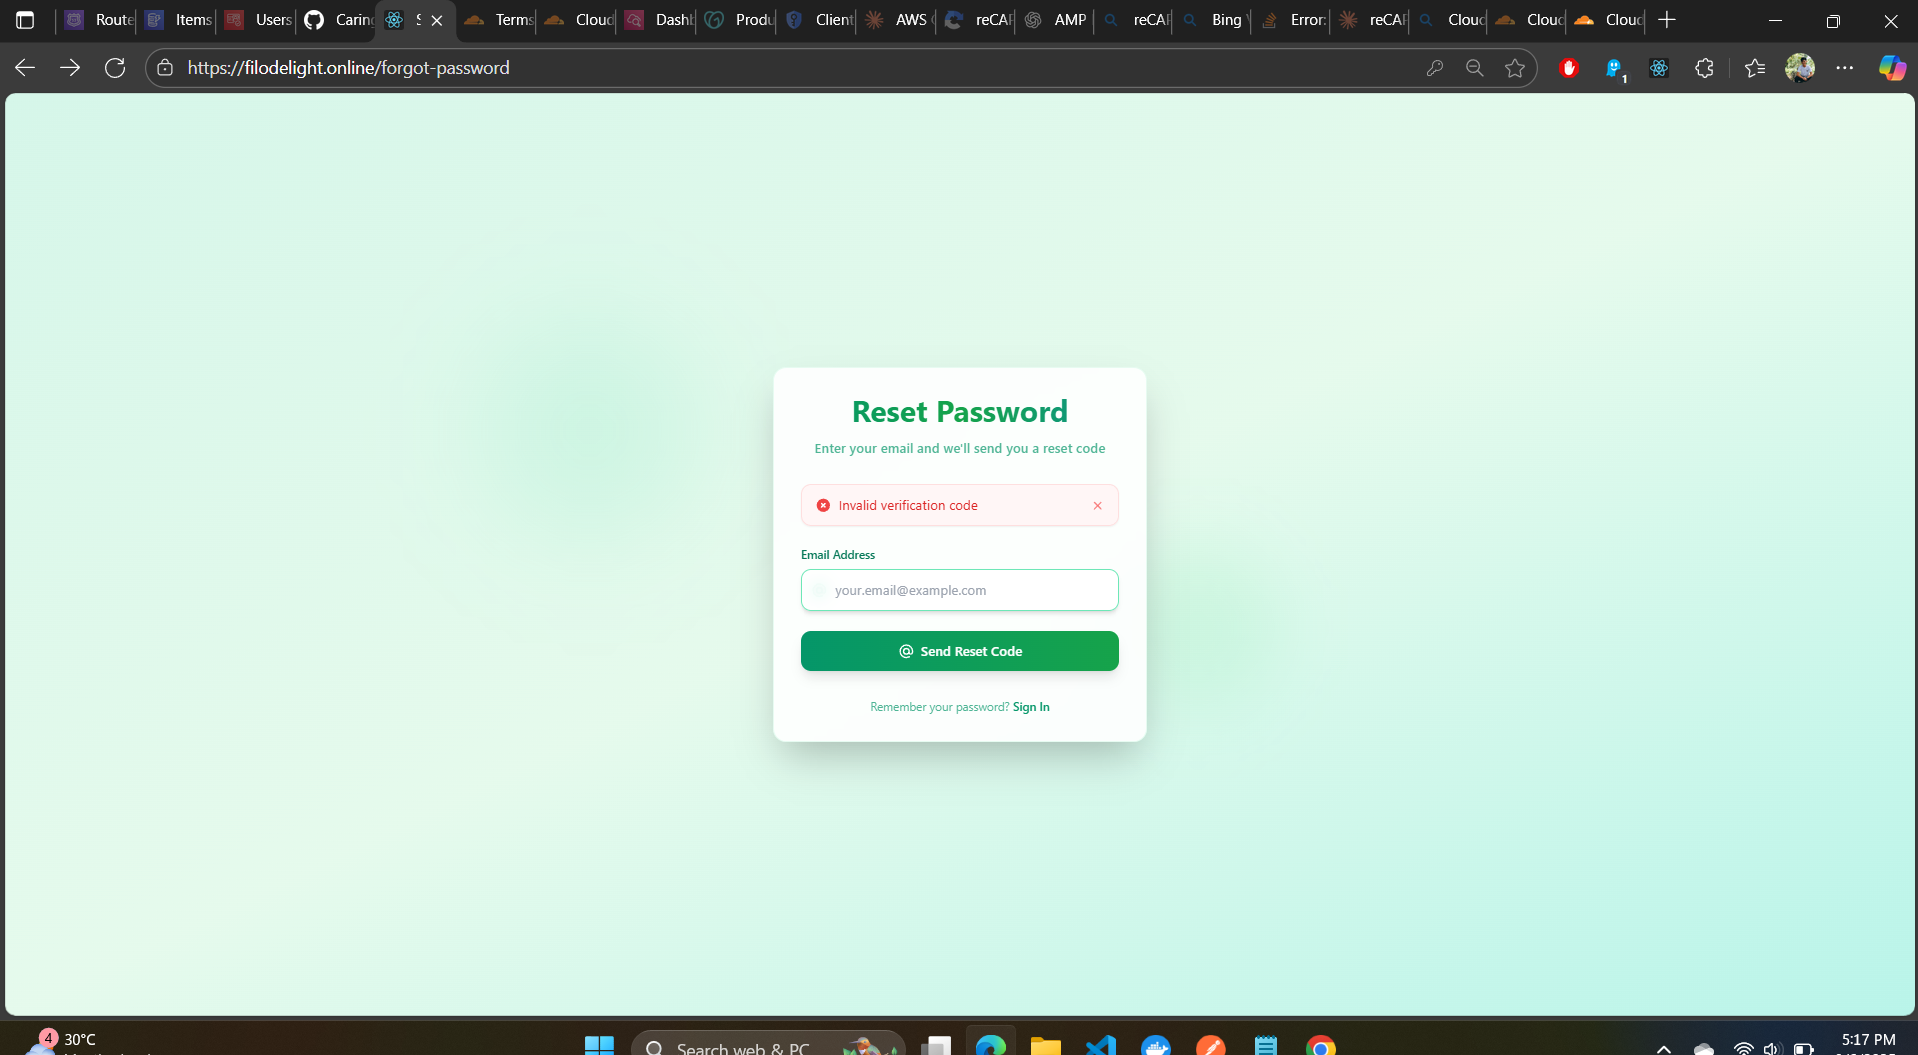 Route
Items
Users
Caring
S
Terms
Cloud
Dash
Produ
Client
AWS
reCAP
AMP
reCAP
Bing
Error:
reCAP
Cloud
Cloud
Cloud
https://filodelight.online/forgot-password
1
Reset Password
Enter your email and we'll send you a reset code
Invalid verification code
Email Address
your.email@example.com
Send Reset Code
Remember your password? Sign In
4
30°C
Search web & PC
5:17 PM